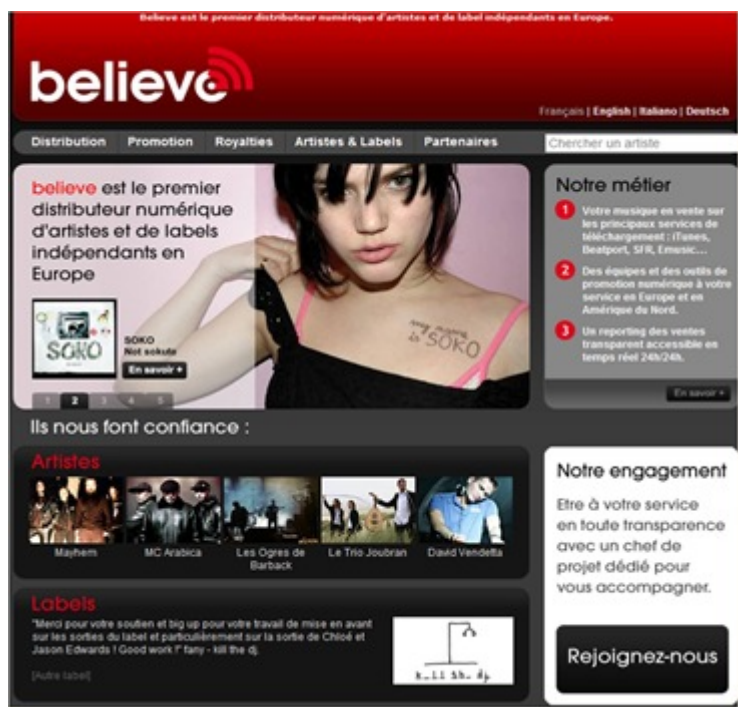 Believe est le premier distributeur numérique d'artistes et de label indépendants en Europe.
believe
Français | English | Italiano | Deutsch
Distribution Promotion Royalties Artistes & Labels Partenaires
Chercher un artiste
believe est le premier
distributeur numérique
d'artistes et de labels
indépendants en
Europe
SOKO
SOKO
Not sokute
En savoir +
1 2 3 4 5
my name
is SOKO
Notre métier
1 Votre musique en vente sur
les principaux services de
téléchargement : iTunes,
Beatport, SFR, Emusic...
2 Des équipes et des outils de
promotion numérique à votre
service en Europe et en
Amérique du Nord.
3 Un reporting des ventes
transparent accessible en
temps réel 24h/24h.
En savoir +
Ils nous font confiance :
Artistes
Mayhem MC Arabica Les Ogres de Le Trio Joubran David Vendetta
Barback
Labels
"Merci pour votre soutien et big up pour votre travail de mise en avant
sur les sorties du label et particulièrement sur la sortie de Chloé et
Jason Edwards ! Good work !" fany - kill the dj.
[Autre label]
k_LL Sh_ dj
Notre engagement
Etre à votre service
en toute transparence
avec un chef de
projet dédié pour
vous accompagner.
Rejoignez-nous